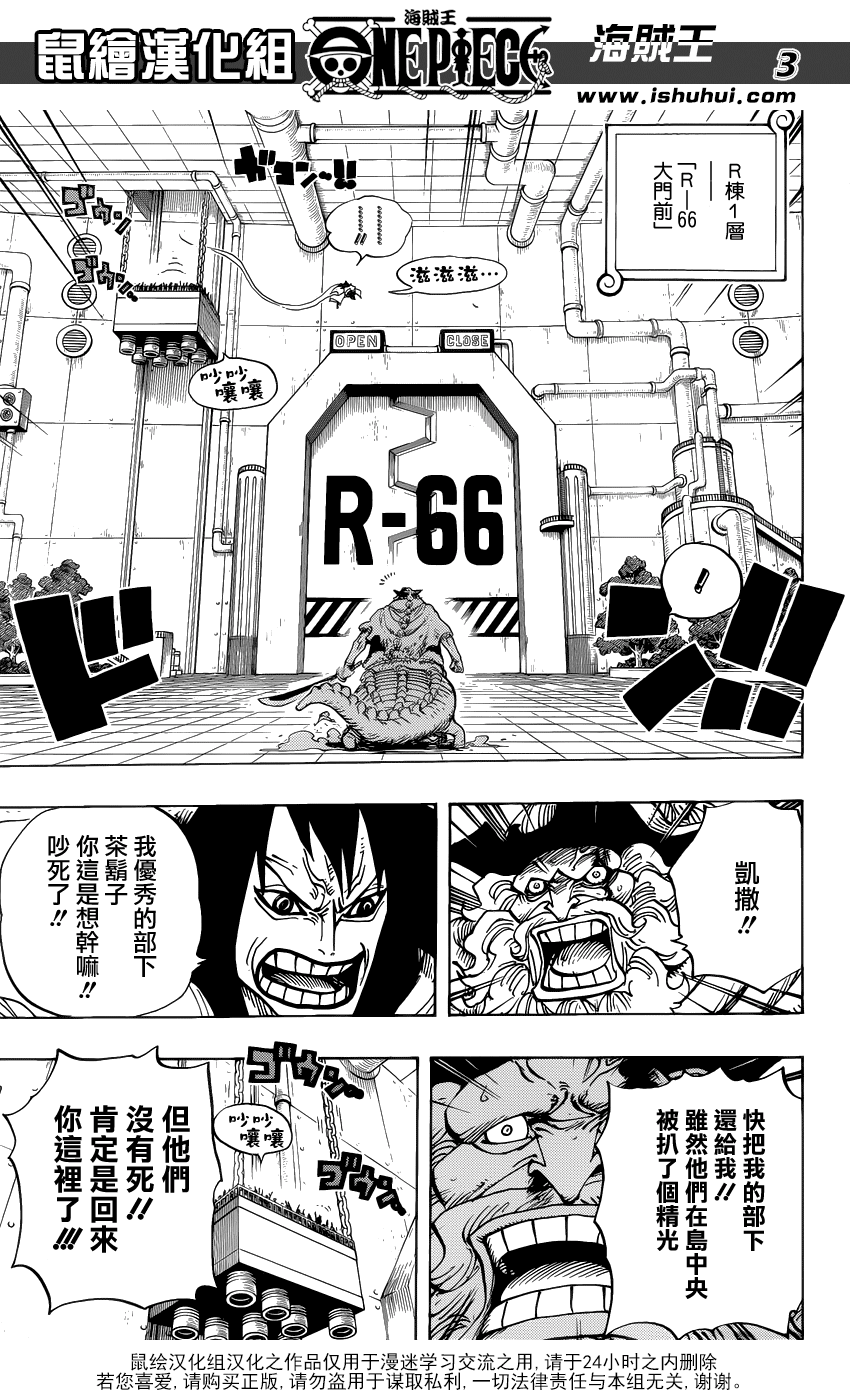 鼠繪漢化組
海賊王
ONE PIECE
海賊王
3
www.ishuhui.com
R棟1層
「R—66
大門前」
ギュン…!!
ゴウン
ゴウン
!!
滋滋滋…
吵吵
嚷嚷
OPEN
CLOSE
R-66
!
ドーン!!!
凱撒!!
我優秀的部下
茶鬍子
你這是想幹嘛!!
吵死了!!
快把我的部下
還給我!!
雖然他們在島中央
被扒了個精光
ゴウン
吵吵
嚷嚷
ゴウン
但他們
沒有死!!
肯定是回來
你這裡了!!!
鼠绘汉化组汉化之作品仅用于漫迷学习交流之用, 请于24小时之内删除
若您喜爱, 请购买正版, 请勿盗用于谋取私利, 一切法律责任与本组无关, 谢谢。